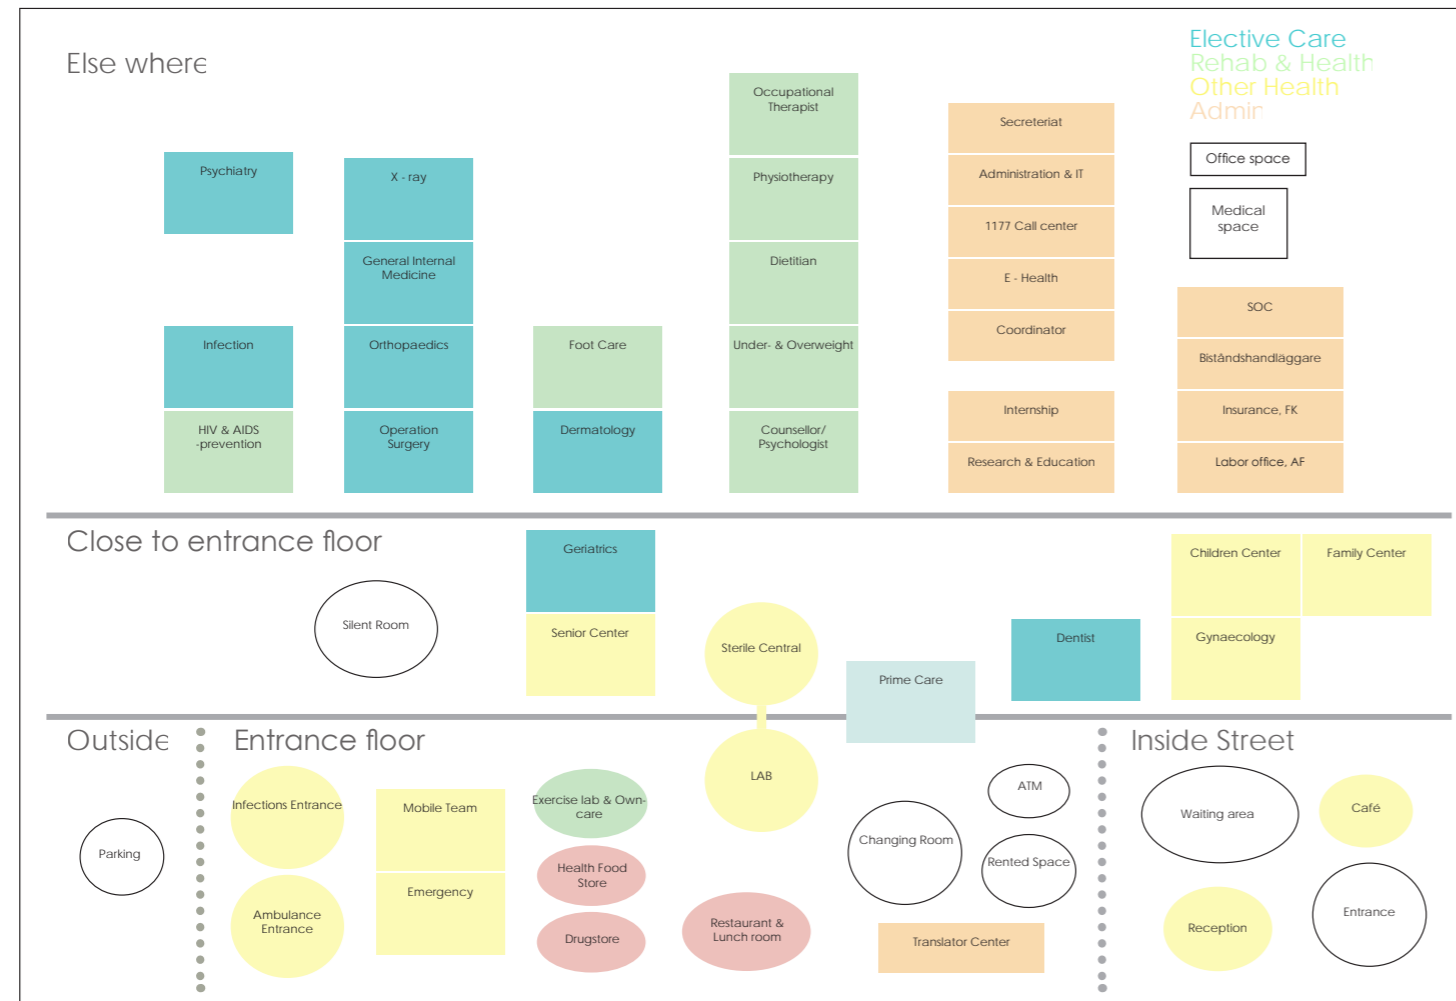 Else where
Elective Care
Rehab & Health
Other Health
Admin
Office space
Medical
space
Psychiatry
X - ray
General Internal
Medicine
Infection
Orthopaedics
HIV & AIDS
-prevention
Operation
Surgery
Foot Care
Dermatology
Occupational
Therapist
Physiotherapy
Dietitian
Under- & Overweight
Counsellor/
Psychologist
Secreteriat
Administration & IT
1177 Call center
E - Health
Coordinator
Internship
Research & Education
SOC
Biståndshandläggare
Insurance, FK
Labor office, AF
Close to entrance floor
Silent Room
Geriatrics
Senior Center
Sterile Central
Prime Care
Dentist
Children Center
Family Center
Gynaecology
Outside
Parking
Entrance floor
Infections Entrance
Ambulance
Entrance
Mobile Team
Emergency
Exercise lab & Own-
care
Health Food
Store
Drugstore
LAB
Restaurant &
Lunch room
Changing Room
ATM
Rented Space
Translator Center
Inside Street
Waiting area
Café
Reception
Entrance